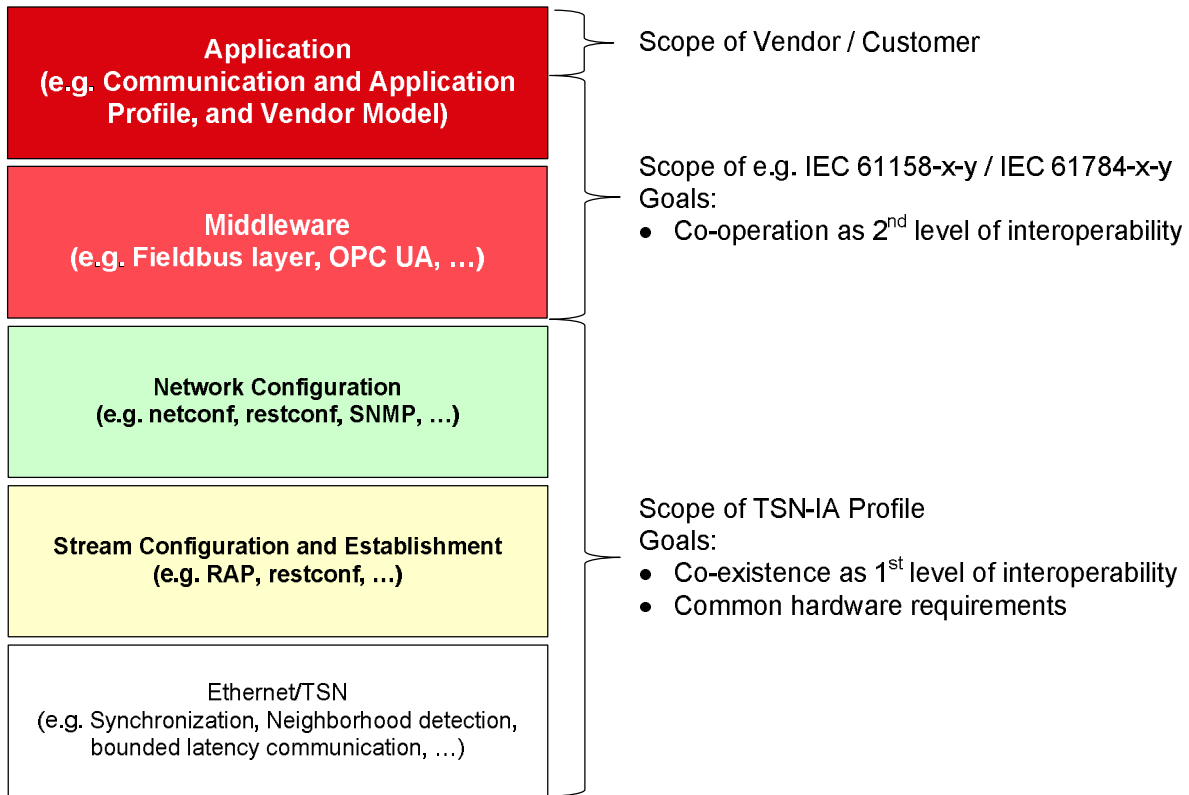 Application
(e.g. Communication and Application
Profile, and Vendor Model)
Scope of Vendor / Customer
Middleware
(e.g. Fieldbus layer, OPC UA, …)
Scope of e.g. IEC 61158-x-y / IEC 61784-x-y
Goals:
● Co-operation as 2nd level of interoperability
Network Configuration
(e.g. netconf, restconf, SNMP, …)
Stream Configuration and Establishment
(e.g. RAP, restconf, …)
Scope of TSN-IA Profile
Goals:
● Co-existence as 1st level of interoperability
● Common hardware requirements
Ethernet/TSN
(e.g. Synchronization, Neighborhood detection,
bounded latency communication, …)